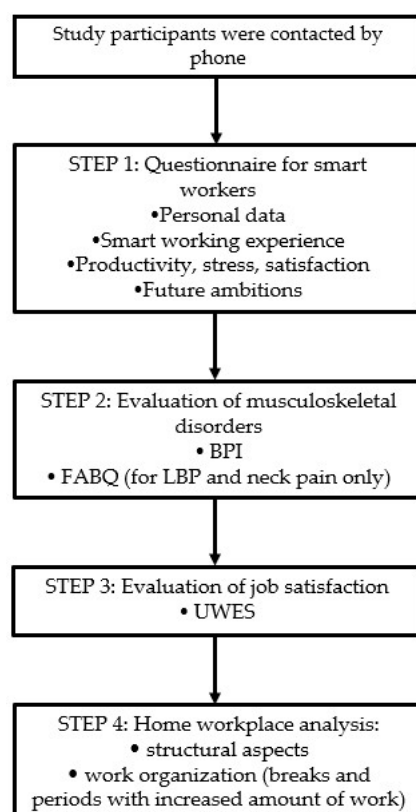 Study participants were contacted by
phone
STEP 1: Questionnaire for smart
workers
•Personal data
•Smart working experience
•Productivity, stress, satisfaction
•Future ambitions
STEP 2: Evaluation of musculoskeletal
disorders
• BPI
• FABQ (for LBP and neck pain only)
STEP 3: Evaluation of job satisfaction
• UWES
STEP 4: Home workplace analysis:
• structural aspects
• work organization (breaks and
periods with increased amount of work)